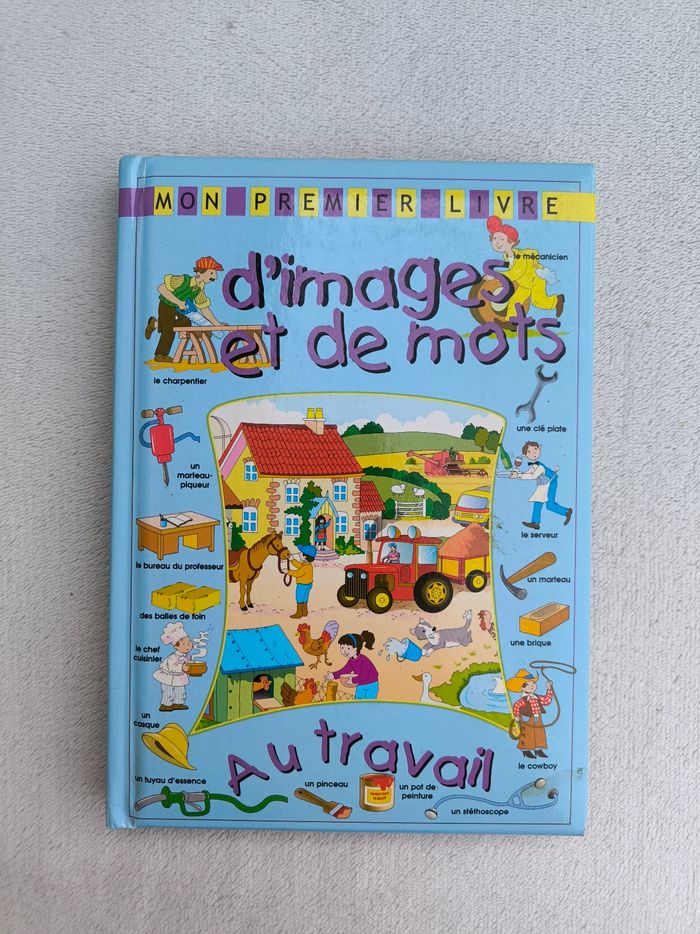 MON PREMIER LIVRE
d'images
et de mots
le mécanicien
le charpentier
une clé plate
un
marteau-
piqueur
le serveur
le bureau du professeur
un marteau
des balles de foin
une brique
le chef
cuisinier
un
casque
le cowboy
Au travail
un tuyau d'essence
un pinceau
un pot de
peinture
un stéthoscope